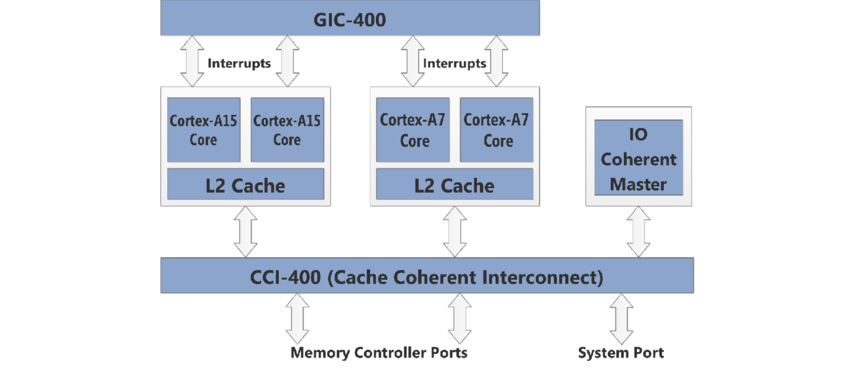 GIC-400
Interrupts
Interrupts
Cortex-A15
Core
Cortex-A15
Core
Cortex-A7
Core
Cortex-A7
Core
L2 Cache
L2 Cache
IO
Coherent
Master
CCI-400 (Cache Coherent Interconnect)
Memory Controller Ports
System Port